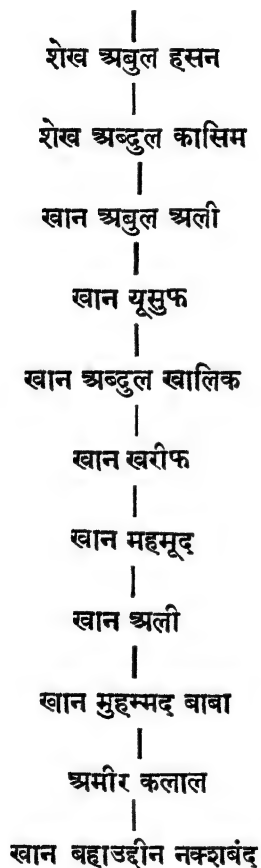 शेख अबुल हसन
शेख अब्दुल कासिम
खान अबुल अली
खान यूसुफ
खान अब्दुल खालिक
खान खरीफ
खान महमूद
खान अली
खान मुहम्मद बाबा
अमीर कलाल
खान बहाउद्दीन नक्शबंद